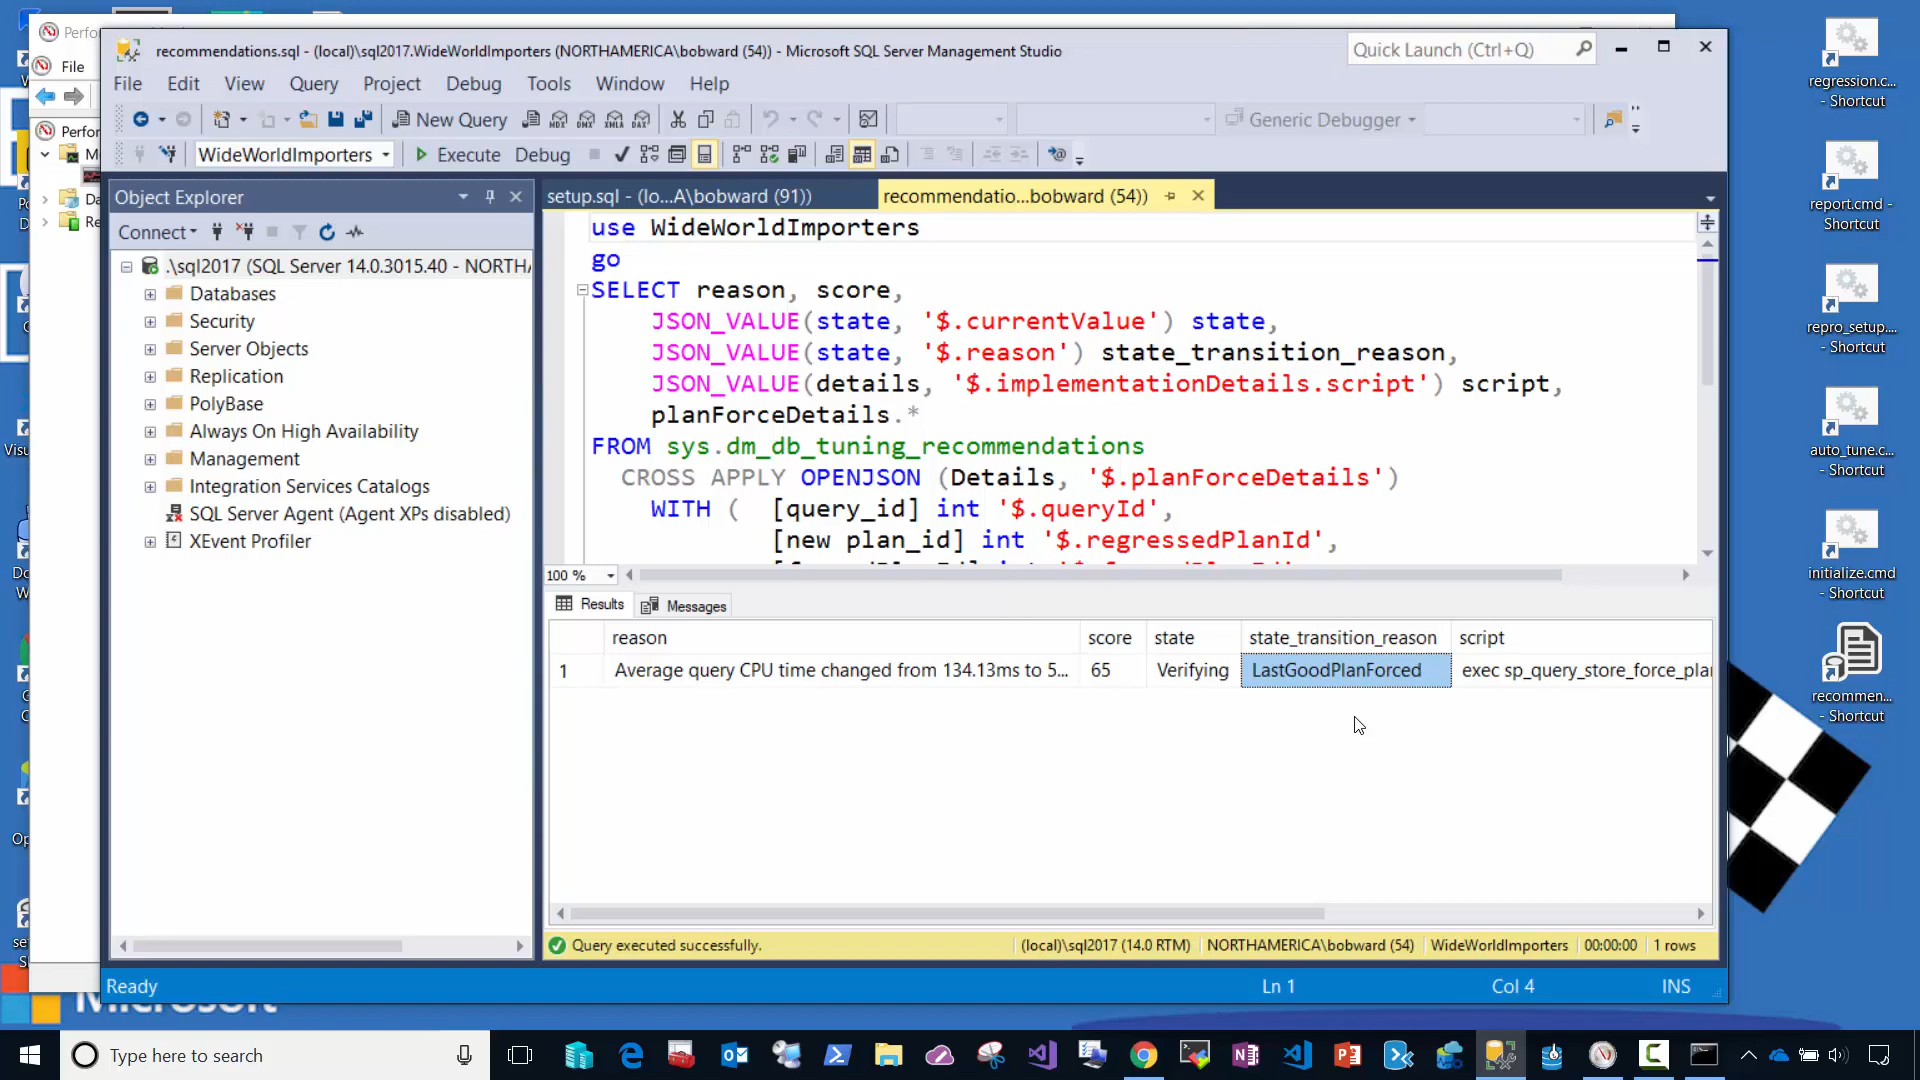 Perfo
recommendations.sql - (local)\sql2017.WideWorldImporters (NORTHAMERICA\bobward (54)) - Microsoft SQL Server Management Studio
Quick Launch (Ctrl+Q)
File
File Edit View Query Project Debug Tools Window Help
New Query
Generic Debugger
Perfor
M
WideWorldImporters
Execute Debug
Da
Re
Object Explorer
setup.sql - (lo...A\bobward (91))
recommendatio...bobward (54))
Connect
.\sql2017 (SQL Server 14.0.3015.40 - NORTHA
Databases
Security
Server Objects
Replication
PolyBase
Always On High Availability
Management
Integration Services Catalogs
SQL Server Agent (Agent XPs disabled)
XEvent Profiler
use WideWorldImporters
go
SELECT reason, score,
JSON_VALUE(state, '$.currentValue') state,
JSON_VALUE(state, '$.reason') state_transition_reason,
JSON_VALUE(details, '$.implementationDetails.script') script,
planForceDetails.*
FROM sys.dm_db_tuning_recommendations
CROSS APPLY OPENJSON (Details, '$.planForceDetails')
WITH ( [query_id] int '$.queryId',
[new plan_id] int '$.regressedPlanId',
100 %
Results Messages
reason score state state_transition_reason script
1 Average query CPU time changed from 134.13ms to 5... 65 Verifying LastGoodPlanForced exec sp_query_store_force_plan
Query executed successfully.
(local)\sql2017 (14.0 RTM) NORTHAMERICA\bobward (54) WideWorldImporters 00:00:00 1 rows
Ready Ln 1 Col 4 INS
regression.c...
- Shortcut
report.cmd -
Shortcut
repro_setup....
- Shortcut
auto_tune.c...
- Shortcut
initialize.cmd
- Shortcut
recommen...
- Shortcut
Visu
Microsoft
Type here to search